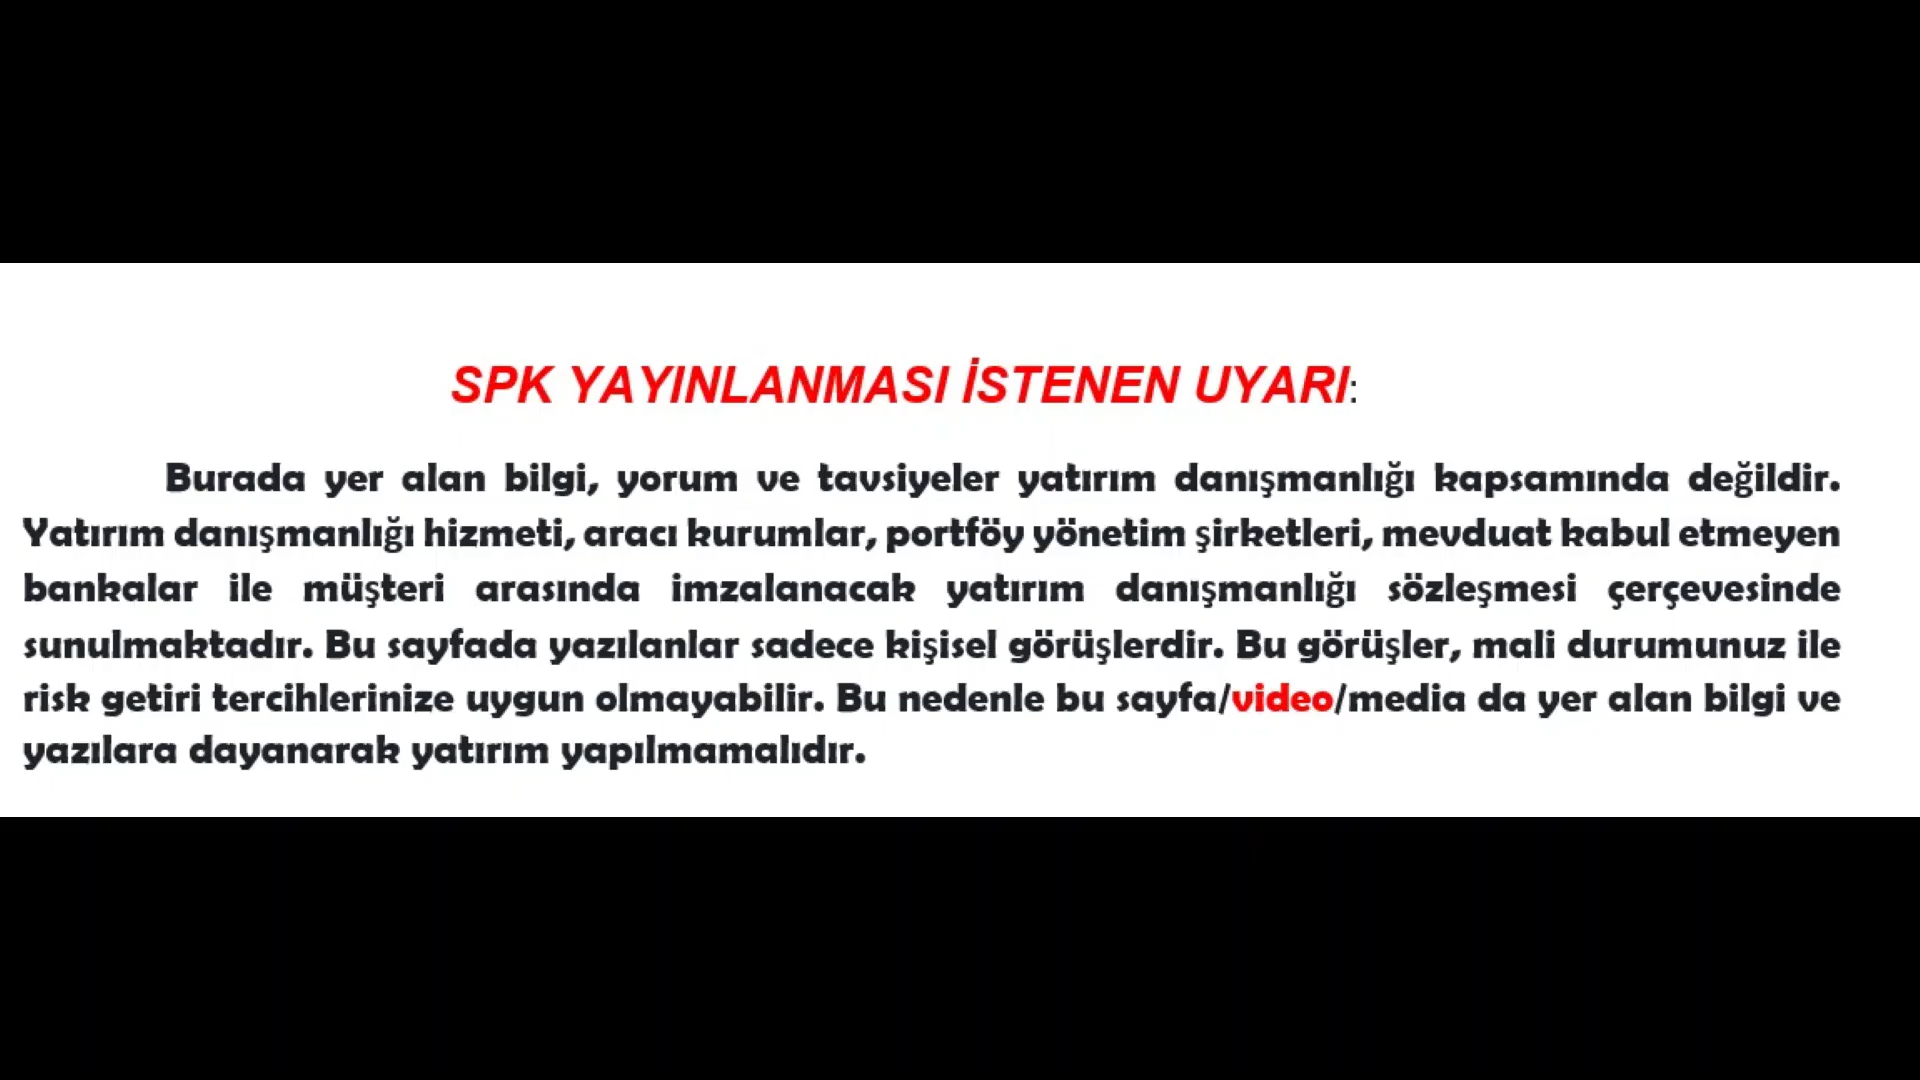 SPK YAYINLANMASI İSTENEN UYARI:
Burada yer alan bilgi, yorum ve tavsiyeler yatırım danışmanlığı kapsamında değildir.
Yatırım danışmanlığı hizmeti, aracı kurumlar, portföy yönetim şirketleri, mevduat kabul etmeyen
bankalar ile müşteri arasında imzalanacak yatırım danışmanlığı sözleşmesi çerçevesinde
sunulmaktadır. Bu sayfada yazılanlar sadece kişisel görüşlerdir. Bu görüşler, mali durumunuz ile
risk getiri tercihlerinize uygun olmayabilir. Bu nedenle bu sayfa/video/media da yer alan bilgi ve
yazılara dayanarak yatırım yapılmamalıdır.